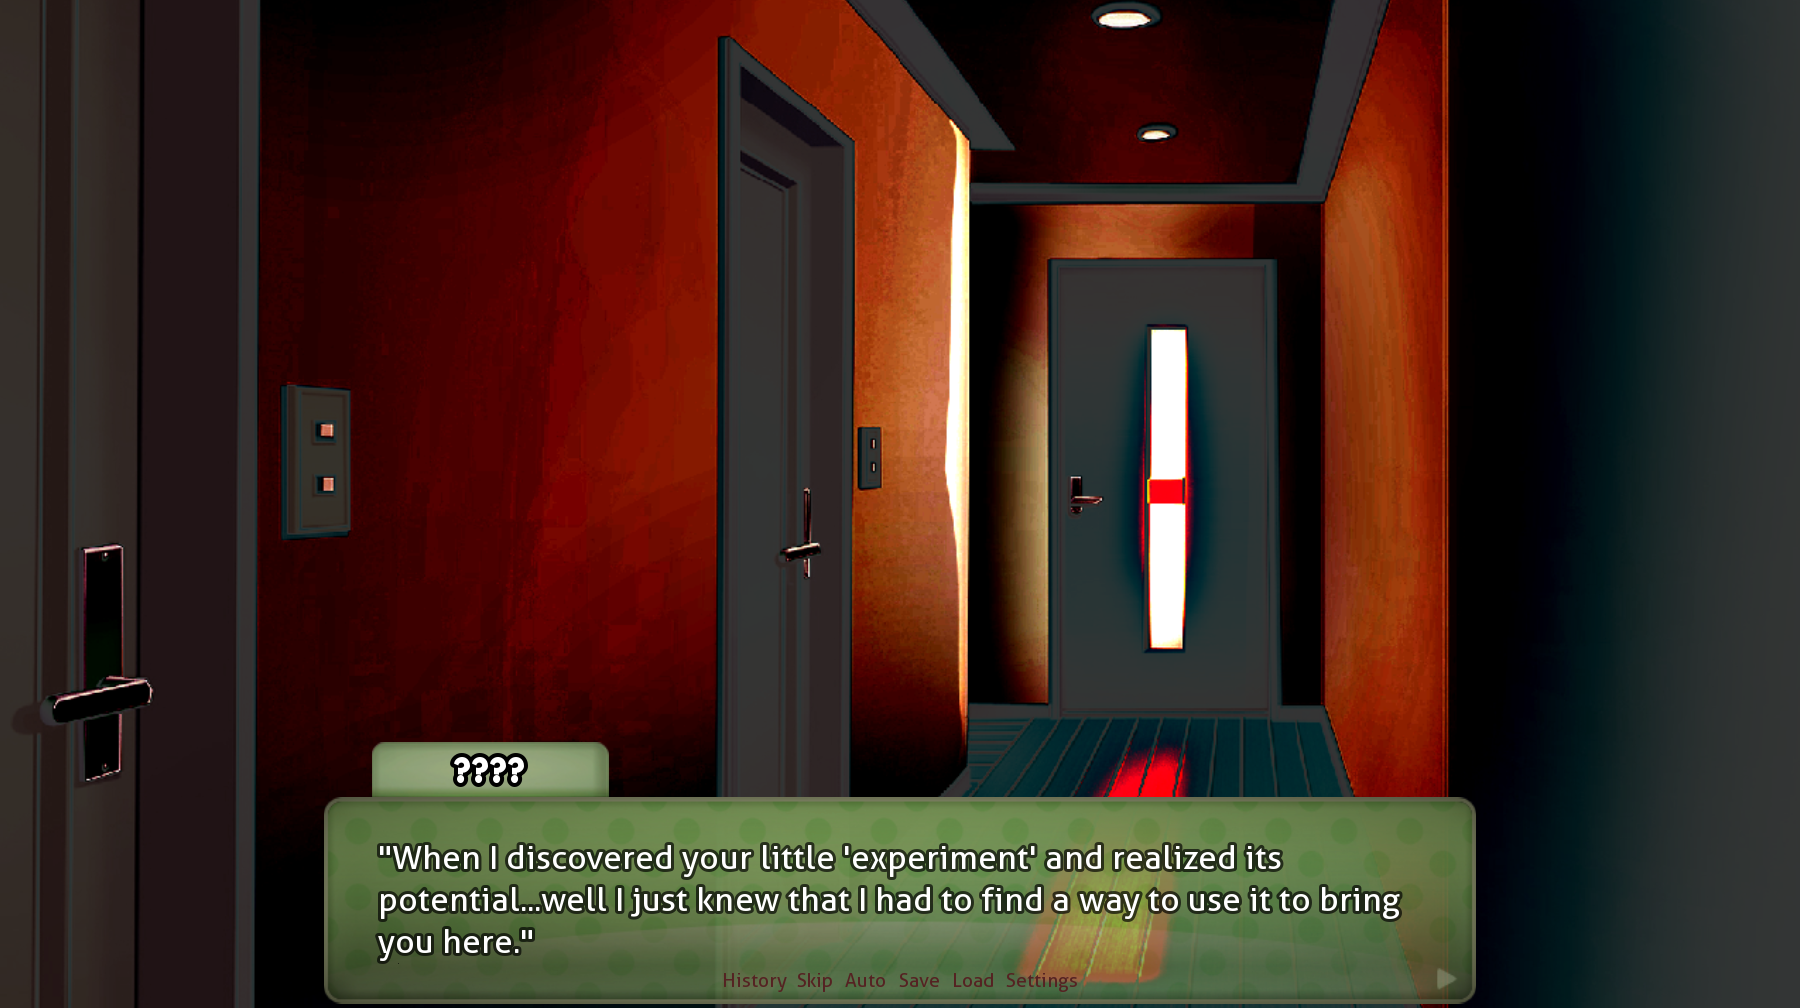 ????
"When I discovered your little 'experiment' and realized its
potential...well I just knew that I had to find a way to use it to bring
you here."
History Skip Auto Save Load Settings